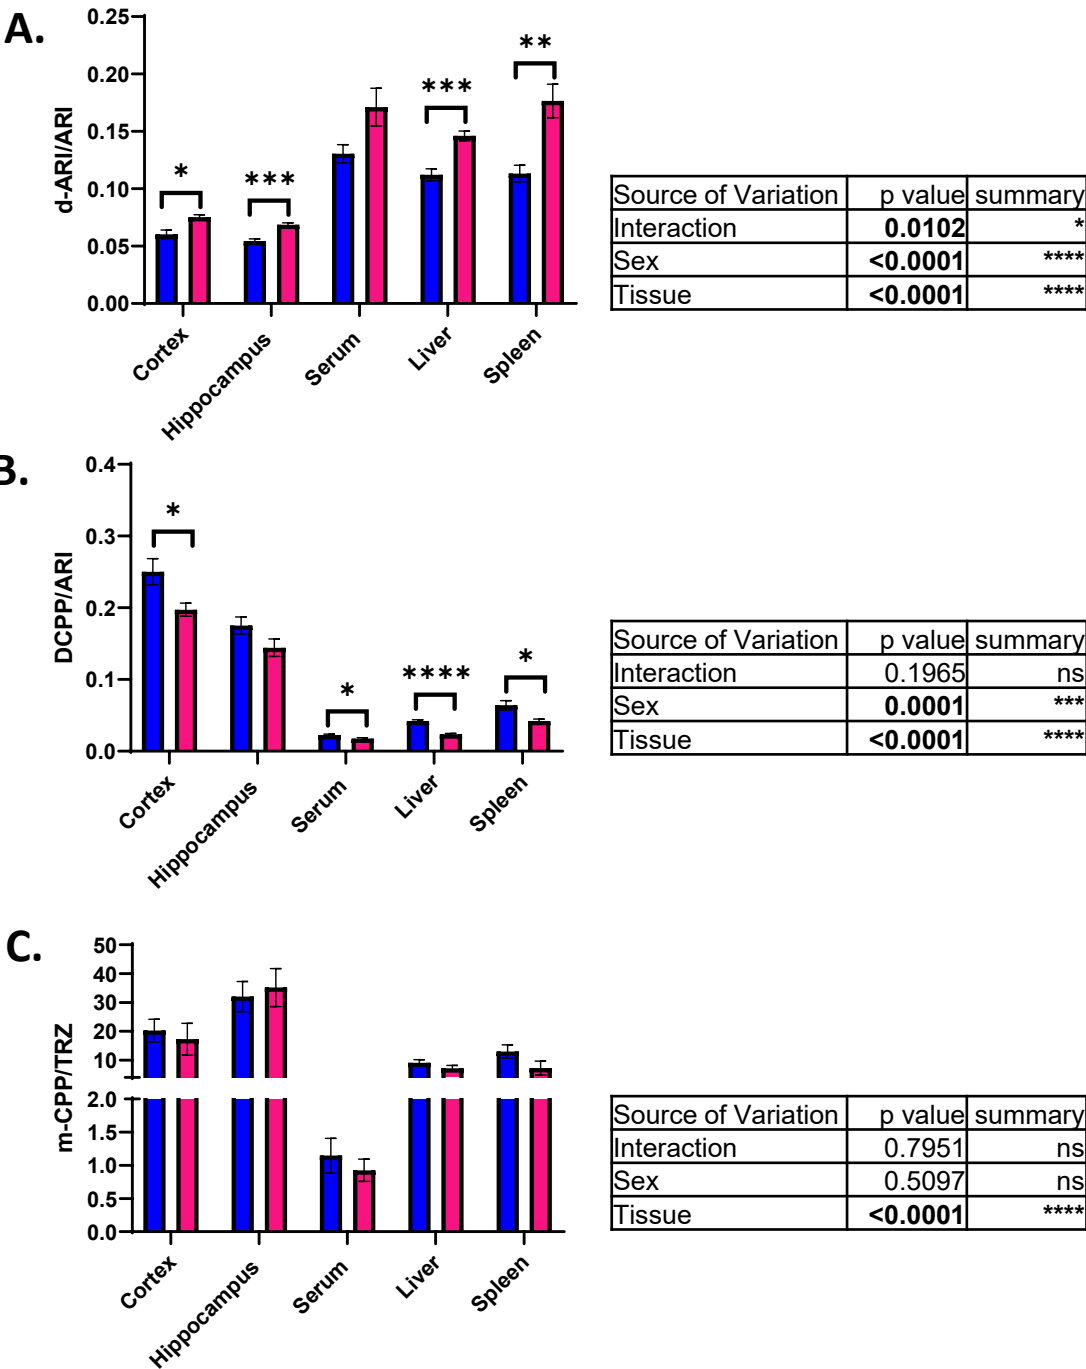 A.
d-ARI/ARI
0.25
0.20
0.15
0.10
0.05
0.00
*
***
***
**
Cortex
Hippocampus
Serum
Liver
Spleen
Source of Variation p value summary
Interaction 0.0102 *
Sex <0.0001 ****
Tissue <0.0001 ****
B.
DCPP/ARI
0.4
0.3
0.2
0.1
0.0
*
*
****
*
Cortex
Hippocampus
Serum
Liver
Spleen
Source of Variation p value summary
Interaction 0.1965 ns
Sex 0.0001 ***
Tissue <0.0001 ****
C.
m-CPP/TRZ
50
40
30
20
10
2.0
1.5
1.0
0.5
0.0
Cortex
Hippocampus
Serum
Liver
Spleen
Source of Variation p value summary
Interaction 0.7951 ns
Sex 0.5097 ns
Tissue <0.0001 ****